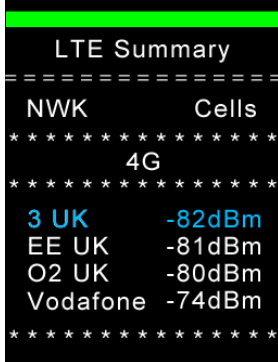 LTE Summary
= = = = = = = = = = = = = = =
NWK Cells
* * * * * * * * * * * * * * *
4G
* * * * * * * * * * * * * * *
3 UK -82dBm
EE UK -81dBm
O2 UK -80dBm
Vodafone -74dBm
* * * * * * * * * * * * * * *